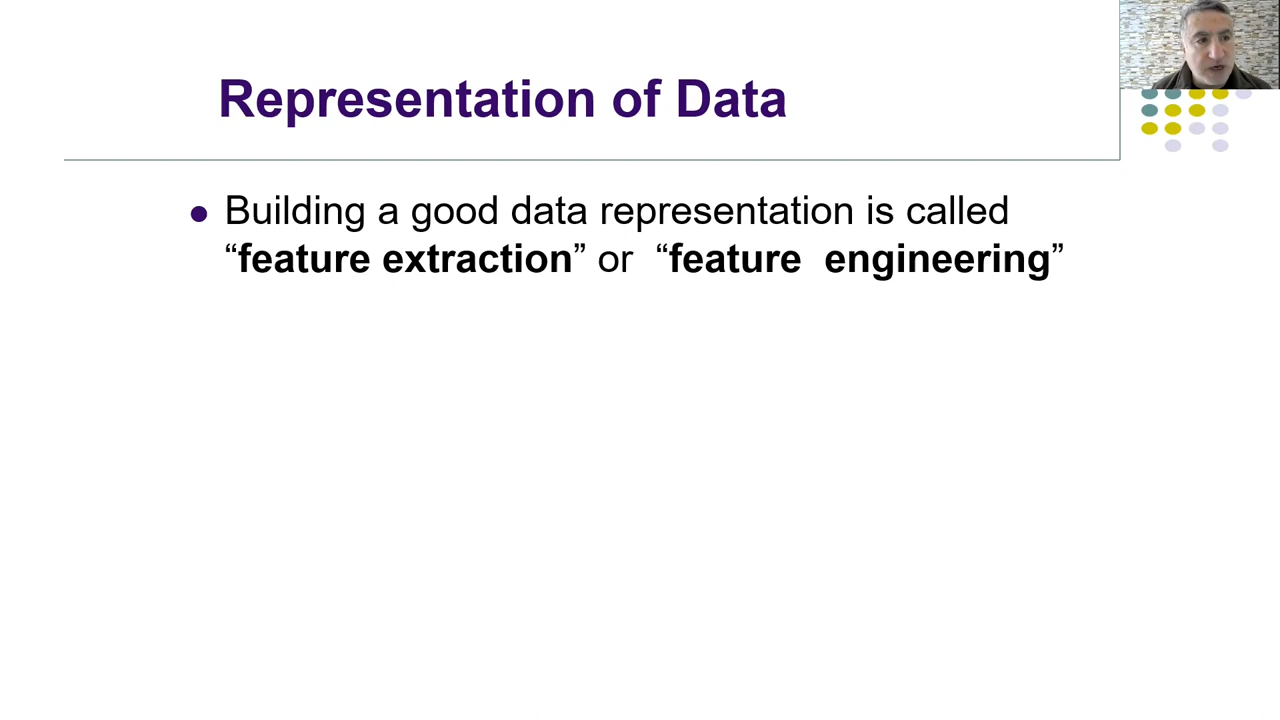 Representation of Data
Building a good data representation is called
“feature extraction” or “feature engineering”